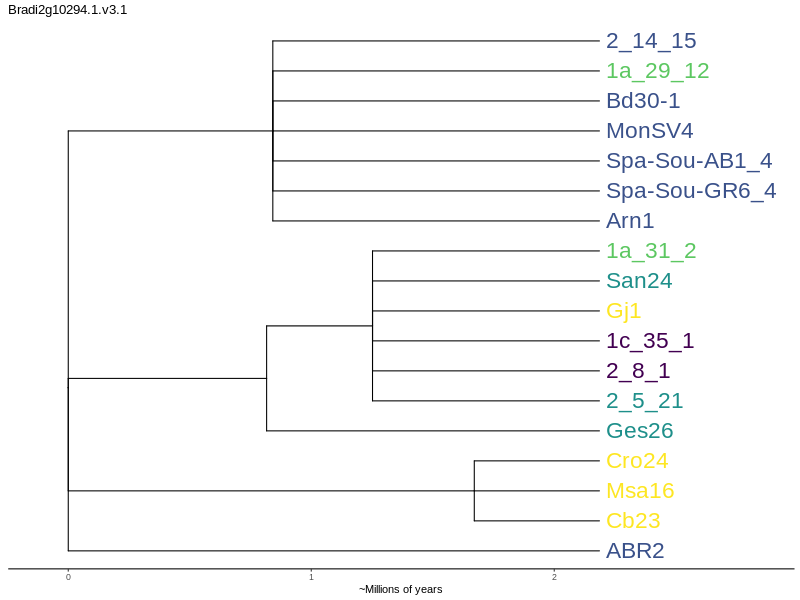 Bradi2g10294.1.v3.1
2_14_15
1a_29_12
Bd30-1
MonSV4
Spa-Sou-AB1_4
Spa-Sou-GR6_4
Arn1
1a_31_2
San24
Gj1
1c_35_1
2_8_1
2_5_21
Ges26
Cro24
Msa16
Cb23
ABR2
0 1 2
~Millions of years